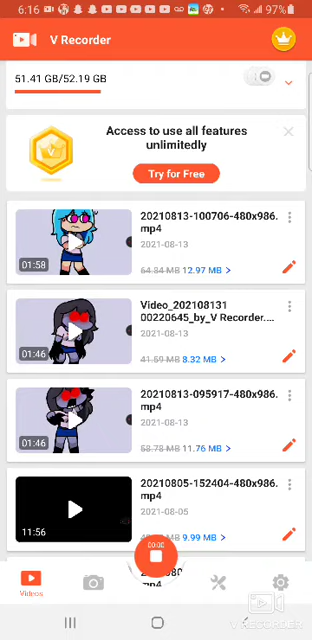 6:16
97%
V Recorder
51.41 GB/52.19 GB
Access to use all features
unlimitedly
Try for Free
20210813-100706-480x986.
mp4
2021-08-13
01:58
64.84 MB 12.97 MB >
Video_202108131
00220645_by_V Recorder....
2021-08-13
01:46
41.59 MB 8.32 MB >
20210813-095917-480x986.
mp4
2021-08-13
01:46
58.78 MB 11.76 MB >
20210805-152404-480x986.
mp4
2021-08-05
11:56
9.99 MB >
00:00
mp4
Videos
V RECORDER